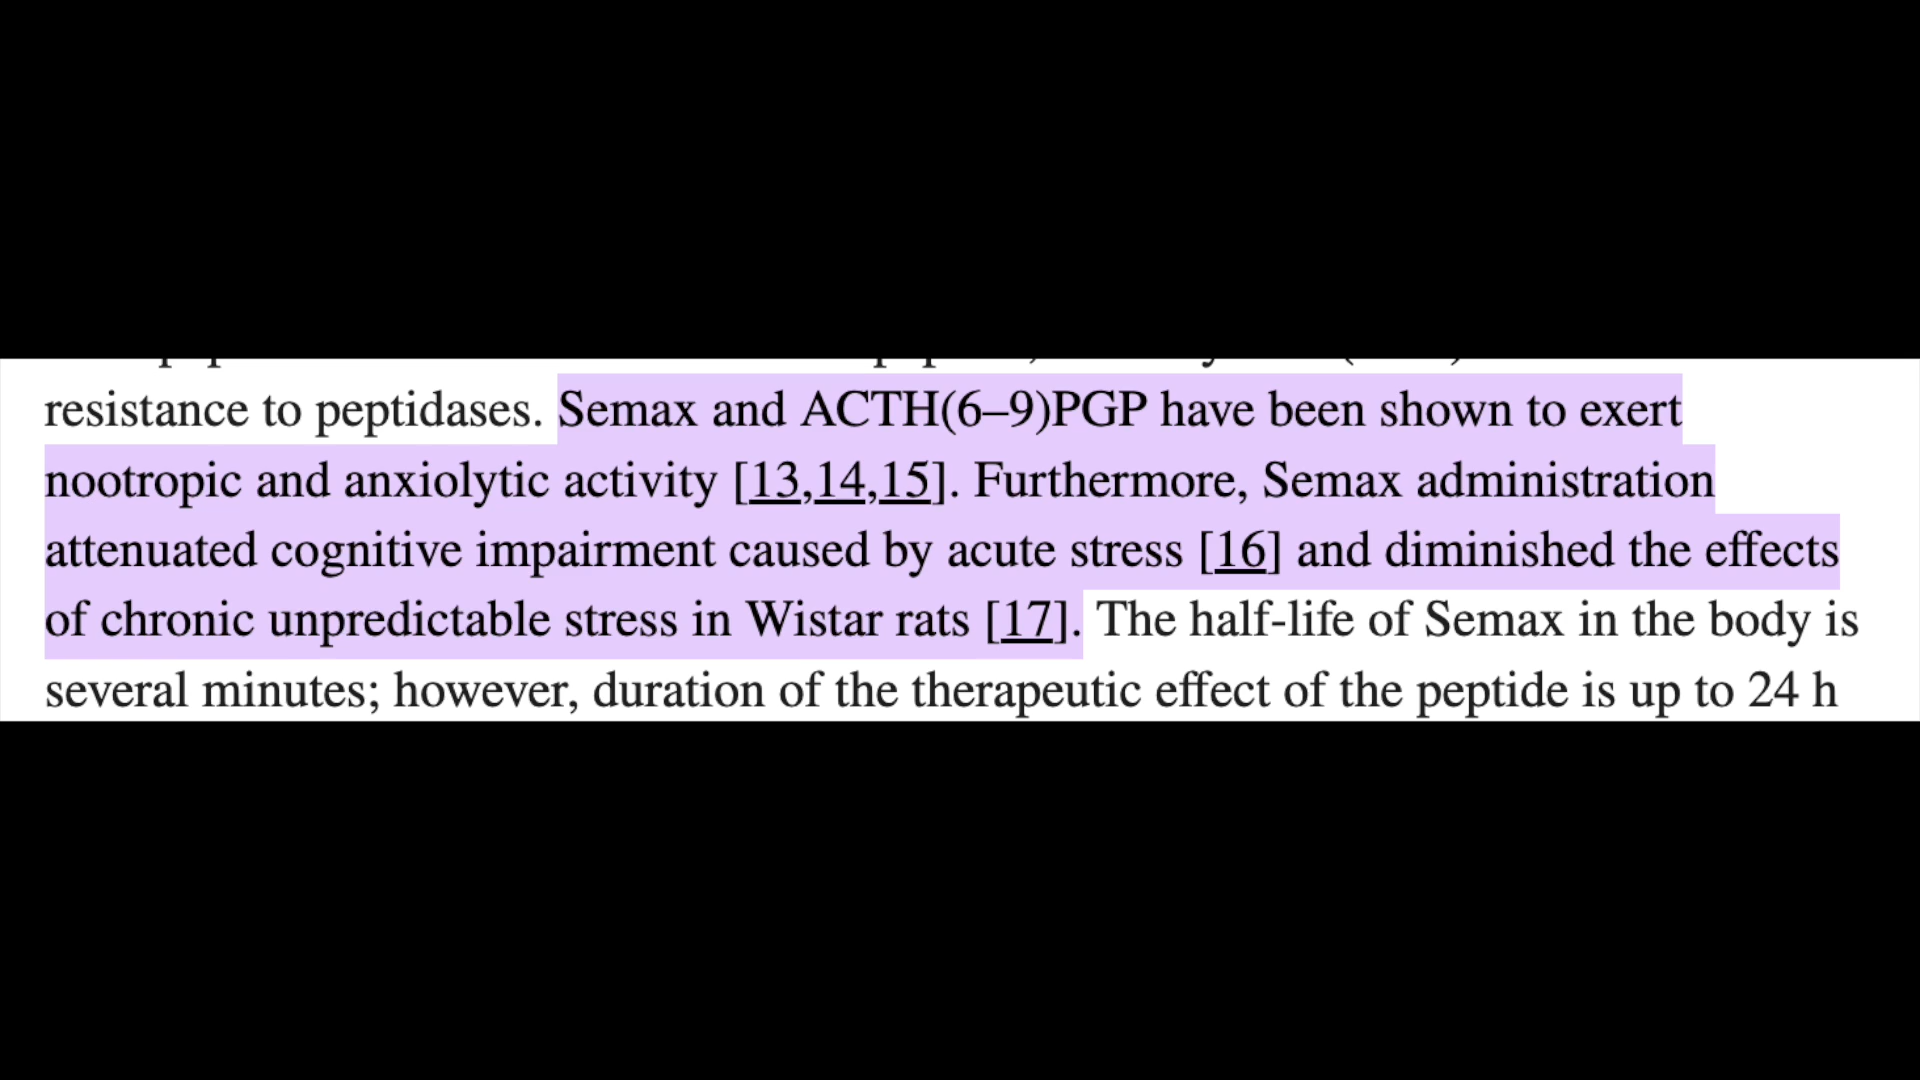 resistance to peptidases. Semax and ACTH(6–9)PGP have been shown to exert
nootropic and anxiolytic activity [13,14,15]. Furthermore, Semax administration
attenuated cognitive impairment caused by acute stress [16] and diminished the effects
of chronic unpredictable stress in Wistar rats [17]. The half-life of Semax in the body is
several minutes; however, duration of the therapeutic effect of the peptide is up to 24 h